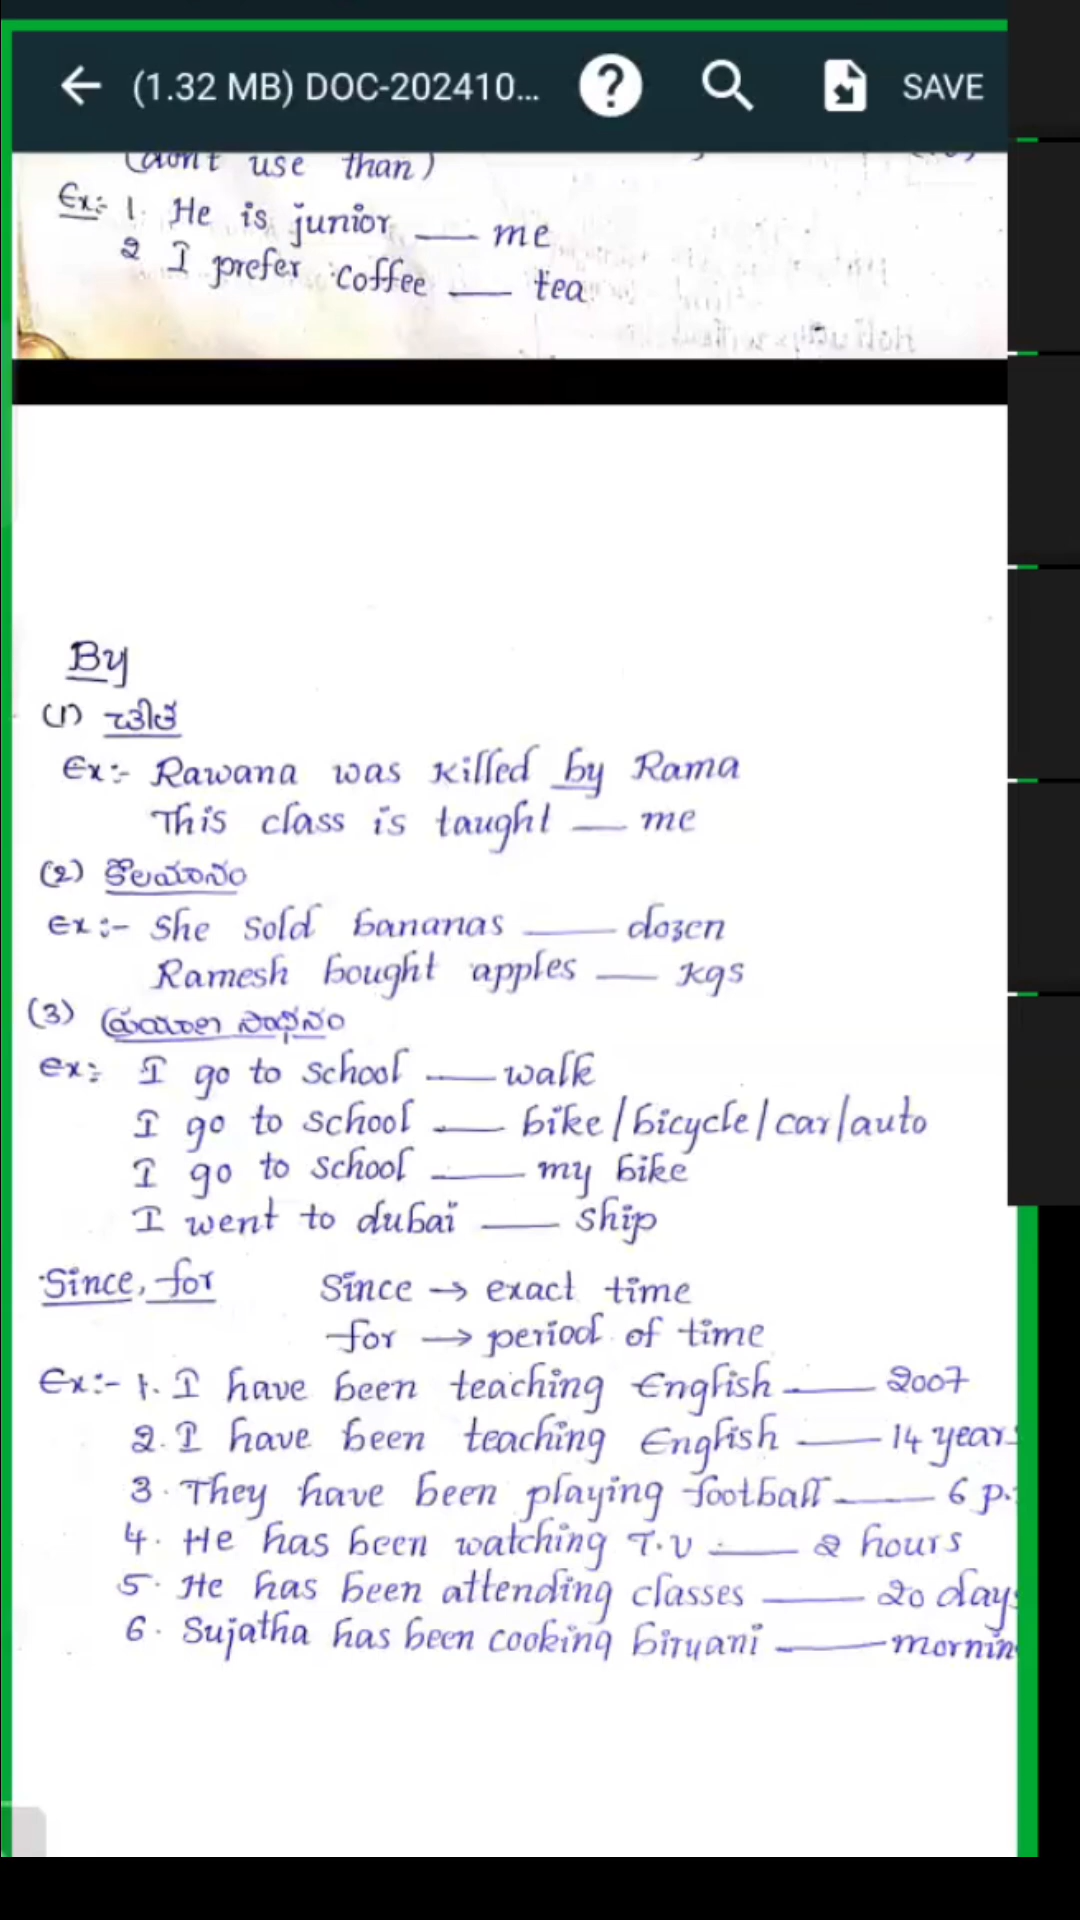 (1.32 MB) DOC-202410... ? SAVE
(don't use than)
Ex:- 1. He is junior ___ me
2 I prefer coffee ___ tea
By
(1) చేత
Ex:- Rawana was killed by Rama
This class is taught ___ me
(2) కొలమానం
Ex:- She sold bananas ___ dozen
Ramesh bought apples ___ kgs
(3) ప్రయాణ సాధనం
ex:- I go to school ___ walk
I go to school ___ bike/bicycle/car/auto
I go to school ___ my bike
I went to dubai ___ ship
Since, for Since → exact time
for → period of time
Ex:- 1. I have been teaching English ___ 2007
2. I have been teaching English ___ 14 years
3. They have been playing football ___ 6 p.
4. He has been watching T.V ___ 2 hours
5. He has been attending classes ___ 20 days
6. Sujatha has been cooking biryani ___ mornin